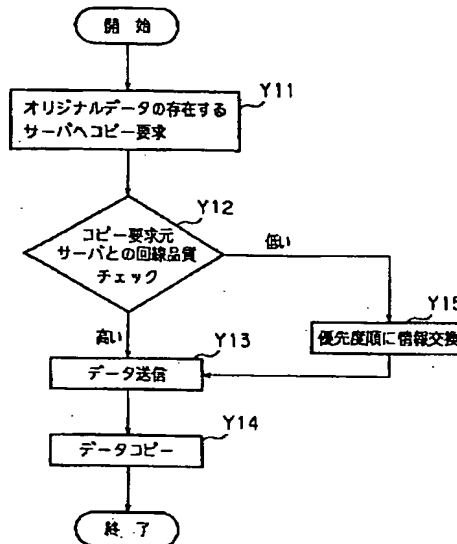 開 始
Y11
オリジナルデータの存在する
サーバへコピー要求
Y12
コピー要求元
サーバとの回線品質
チェック
低い
高い
Y15
優先度順に情報交換
Y13
データ送信
Y14
データコピー
終 了